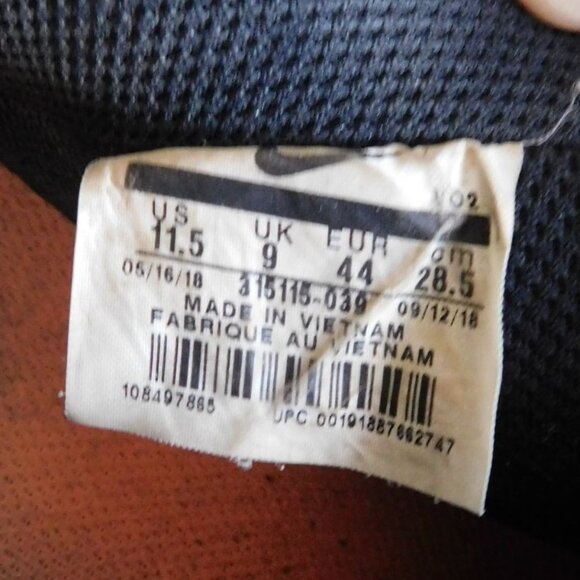 US UK EUR cm
11.5 9 44 28.5
05/16/18 315115-039 09/12/18
MADE IN VIETNAM
FABRIQUE AU VIETNAM
108497865 UPC 00191887662747